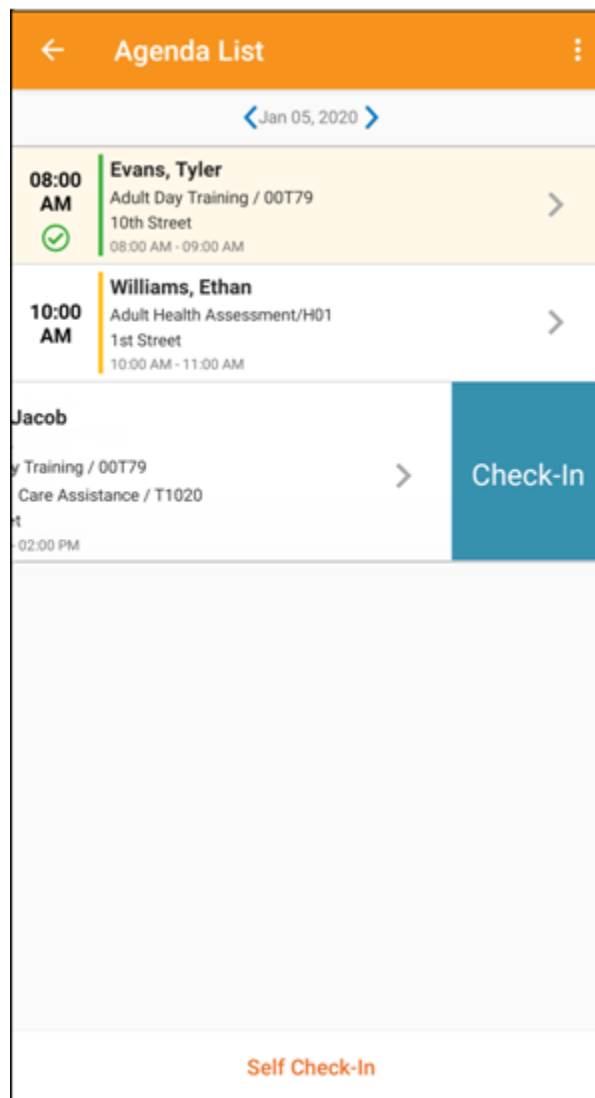 Agenda List
Jan 05, 2020
08:00
AM
Evans, Tyler
Adult Day Training / 00T79
10th Street
08:00 AM - 09:00 AM
10:00
AM
Williams, Ethan
Adult Health Assessment/H01
1st Street
10:00 AM - 11:00 AM
Jacob
Training / 00T79
Care Assistance / T1020
- 02:00 PM
Check-In
Self Check-In